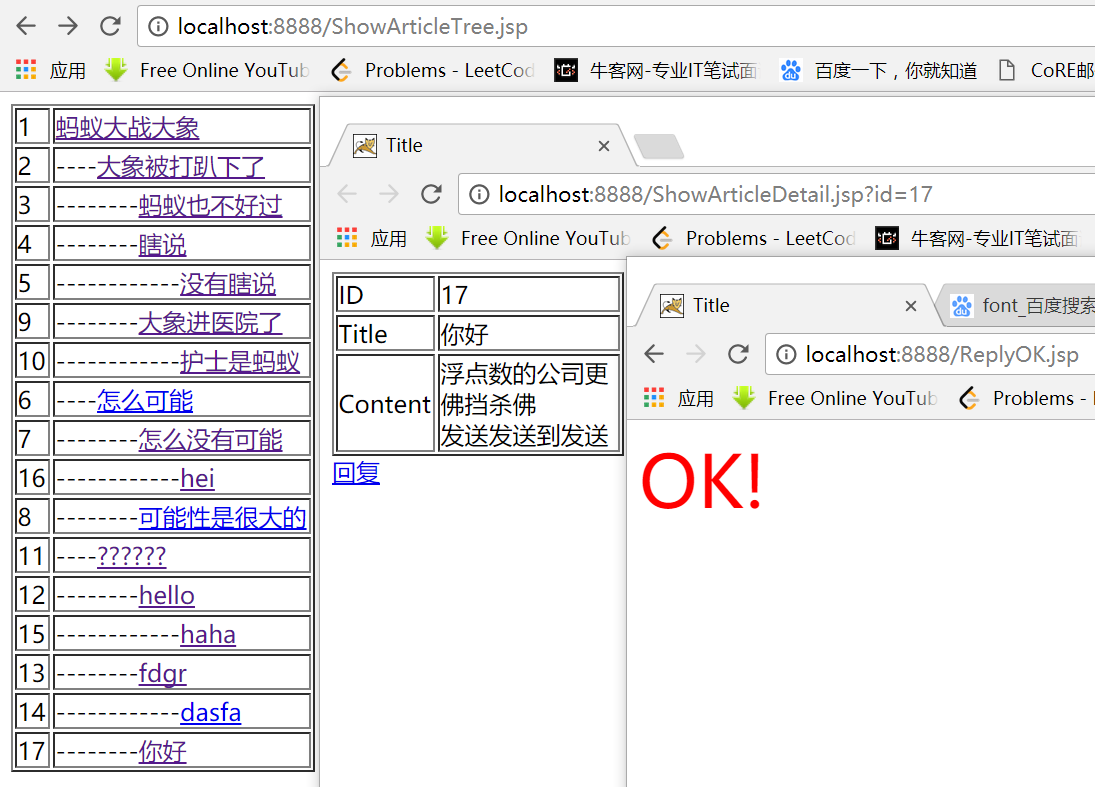 localhost:8888/ShowArticleTree.jsp
应用 Free Online YouTub Problems - LeetCod 牛客网-专业IT笔试面 百度一下，你就知道 CoRE邮
1 蚂蚁大战大象
2 ----大象被打趴下了
3 --------蚂蚁也不好过
4 --------瞎说
5 ------------没有瞎说
9 --------大象进医院了
10 ------------护士是蚂蚁
6 ----怎么可能
7 --------怎么没有可能
16 ------------hei
8 --------可能性是很大的
11 ----??????
12 --------hello
15 ------------haha
13 --------fdgr
14 ------------dasfa
17 --------你好
Title
localhost:8888/ShowArticleDetail.jsp?id=17
应用 Free Online YouTub Problems - LeetCod 牛客网-专业IT笔试面
ID 17
Title 你好
Content 浮点数的公司更
佛挡杀佛
发送发送到发送
回复
Title font_百度搜索
localhost:8888/ReplyOK.jsp
应用 Free Online YouTub Problems -
OK!